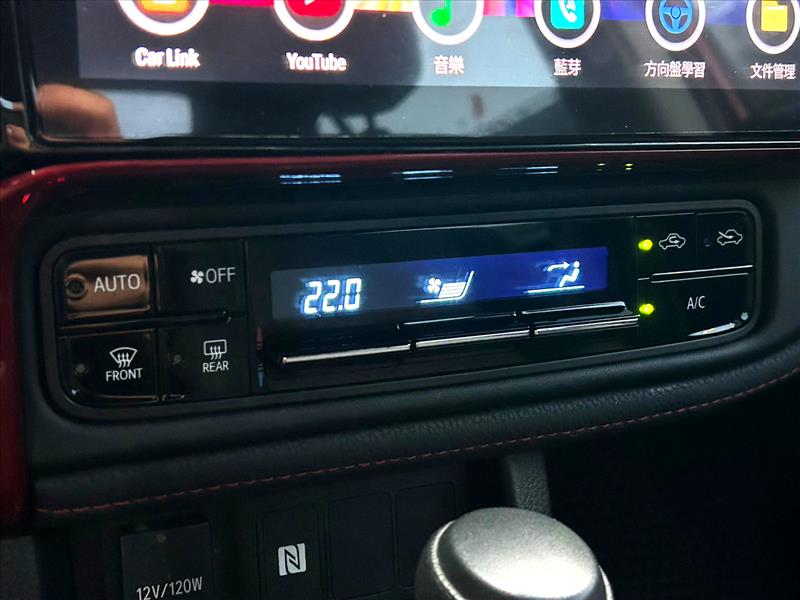 Car Link
YouTube
音樂
藍芽
方向盤學習
文件管理
AUTO
OFF
22.0
FRONT
REAR
A/C
12V/120W
N